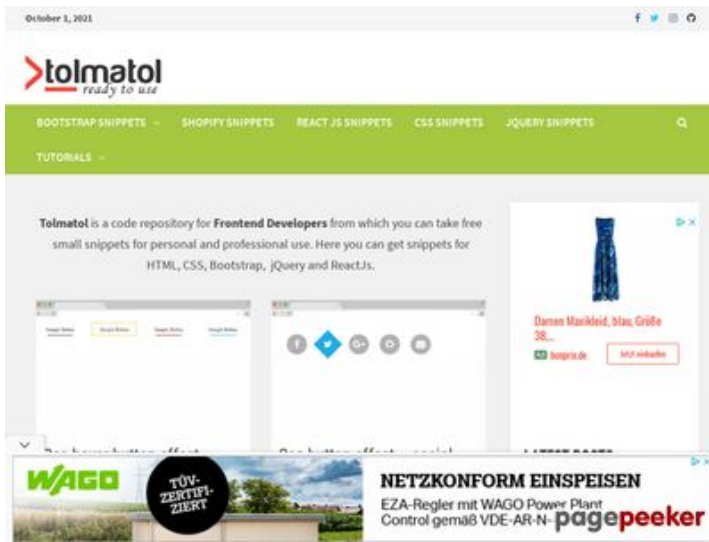 October 1, 2021
>tolmatol
ready to use
BOOTSTRAP SNIPPETS
SHOPIFY SNIPPETS
REACT JS SNIPPETS
CSS SNIPPETS
JQUERY SNIPPETS
TUTORIALS
Tolmatol is a code repository for Frontend Developers from which you can take free
small snippets for personal and professional use. Here you can get snippets for
HTML, CSS, Bootstrap, jQuery and ReactJs.
Damen Maxikleid, blau, Größe
38,...
Ad bonprix.de
Jetzt einkaufen
LATEST POSTS
WAGO
TÜV-
ZERTIFI-
ZIERT
NETZKONFORM EINSPEISEN
EZA-Regler mit WAGO Power Plant
Control gemäß VDE-AR-N-
pagepeeker